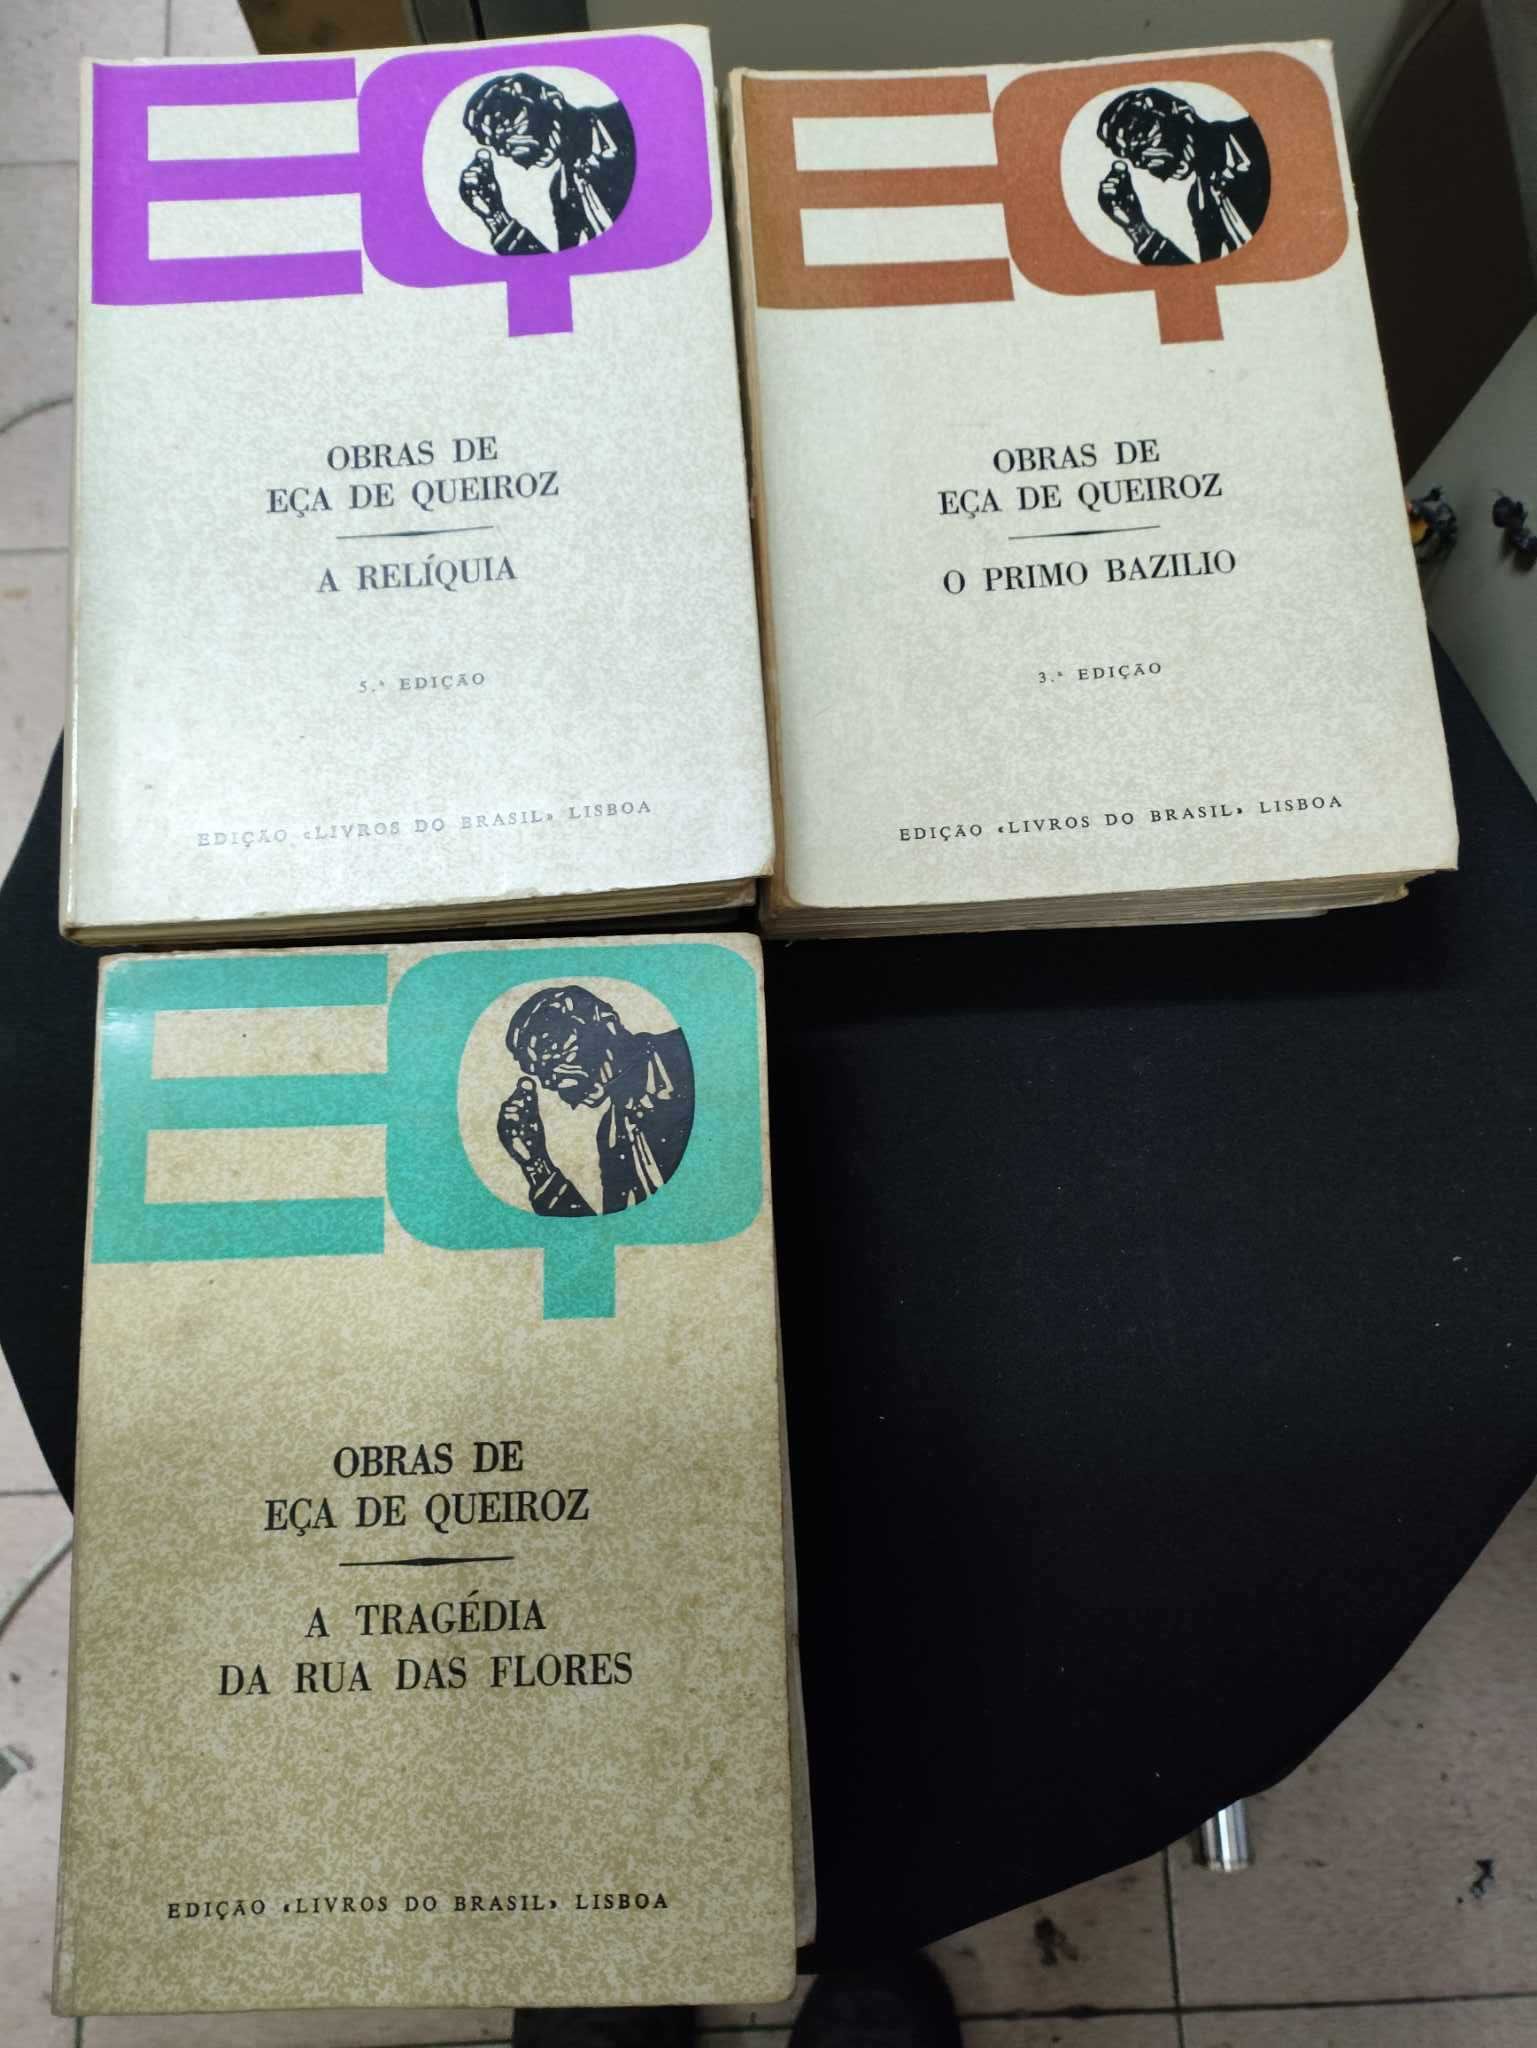 EQ
OBRAS DE
EÇA DE QUEIROZ
A RELÍQUIA
5.ª EDIÇÃO
EDIÇÃO «LIVROS DO BRASIL» LISBOA
EQ
OBRAS DE
EÇA DE QUEIROZ
O PRIMO BAZILIO
3.ª EDIÇÃO
EDIÇÃO «LIVROS DO BRASIL» LISBOA
EQ
OBRAS DE
EÇA DE QUEIROZ
A TRAGÉDIA
DA RUA DAS FLORES
EDIÇÃO «LIVROS DO BRASIL» LISBOA